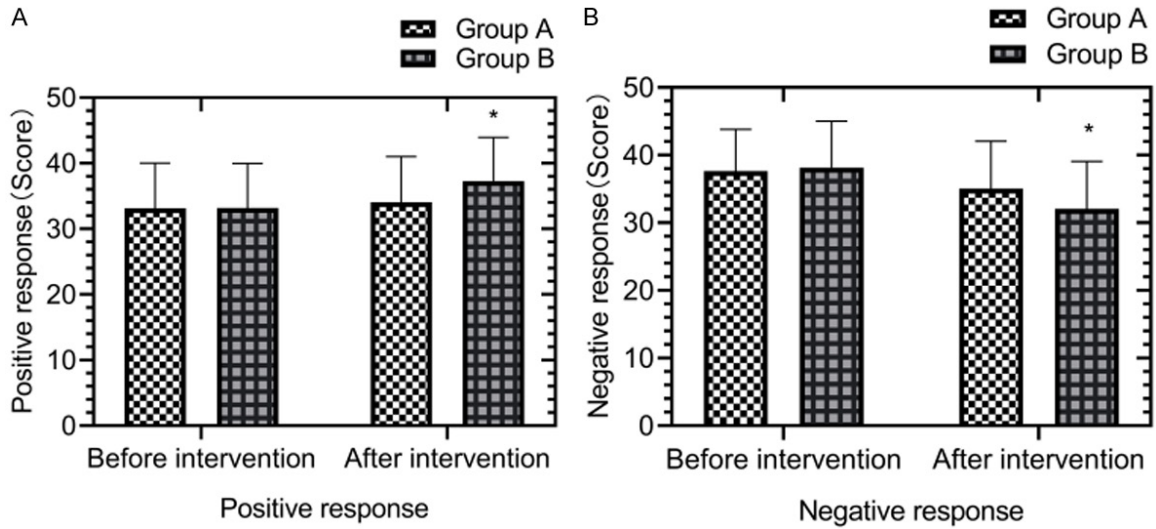 A
Group A
Group B
Positive response(Score)
50
40
30
20
10
0
*
Before intervention
After intervention
Positive response
B
Group A
Group B
Negative response(Score)
50
40
30
20
10
0
*
Before intervention
After intervention
Negative response